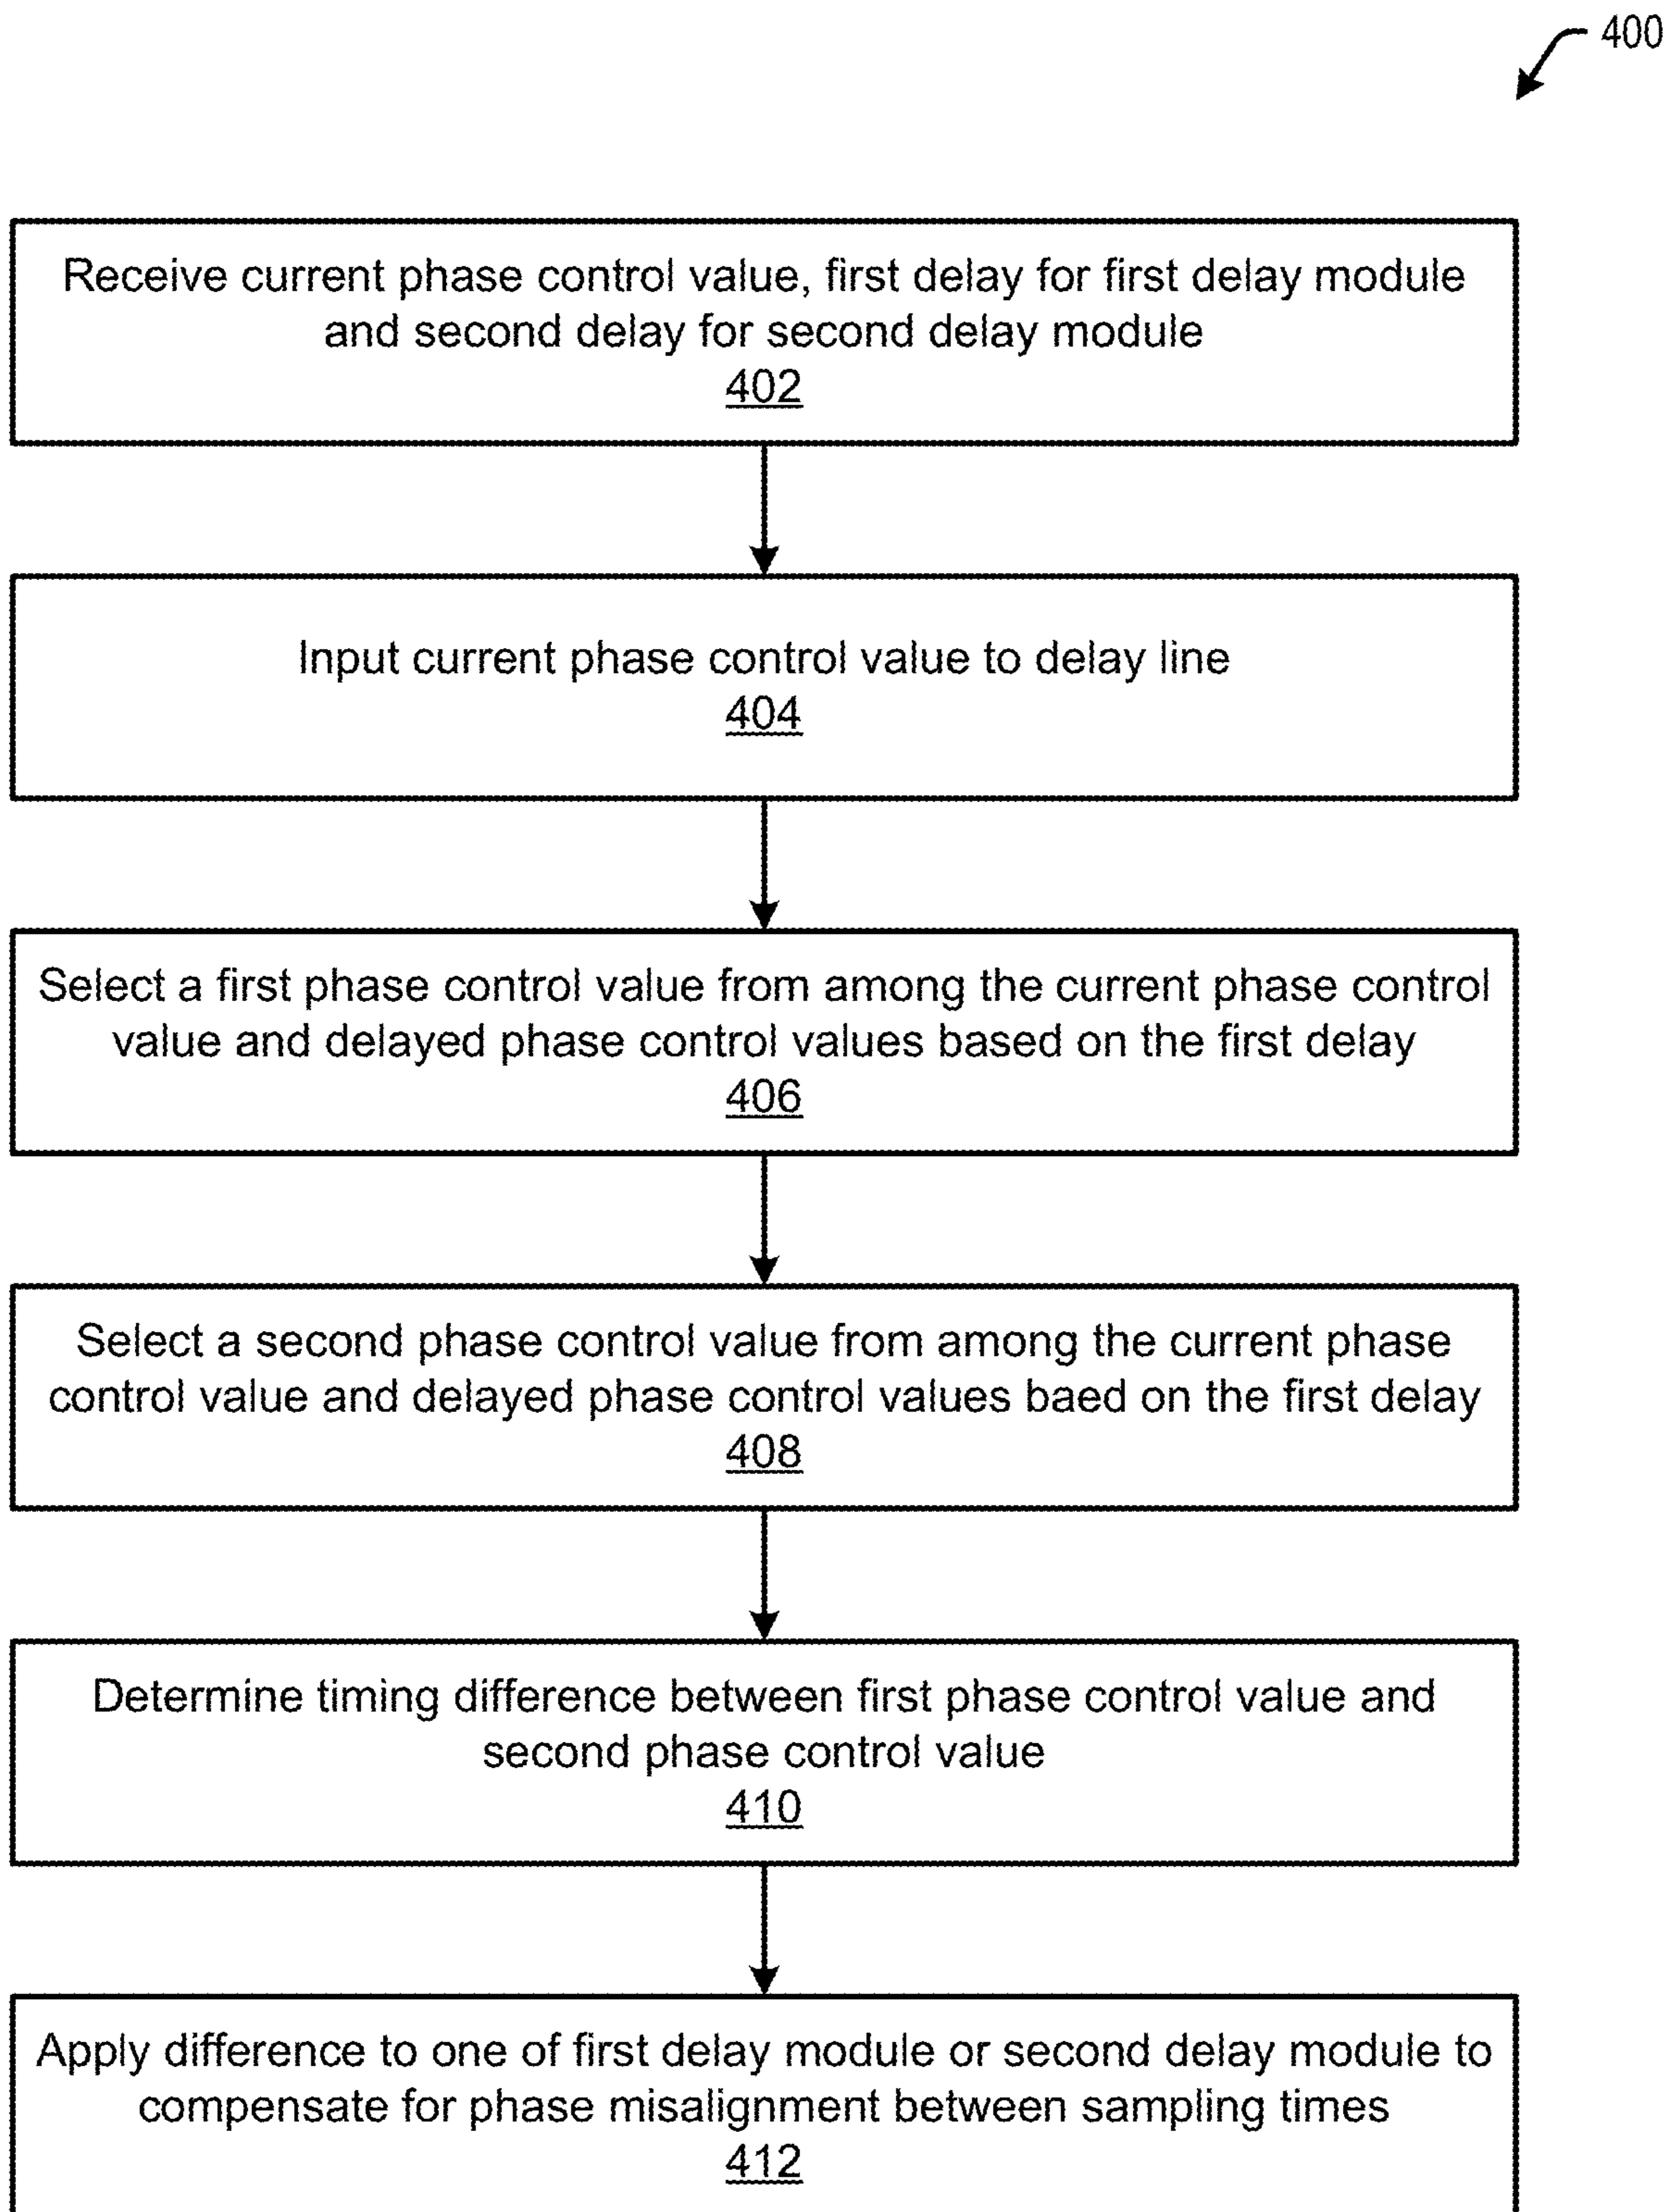 400
Receive current phase control value, first delay for first delay module
and second delay for second delay module
402
Input current phase control value to delay line
404
Select a first phase control value from among the current phase control
value and delayed phase control values based on the first delay
406
Select a second phase control value from among the current phase
control value and delayed phase control values baed on the first delay
408
Determine timing difference between first phase control value and
second phase control value
410
Apply difference to one of first delay module or second delay module to
compensate for phase misalignment between sampling times
412